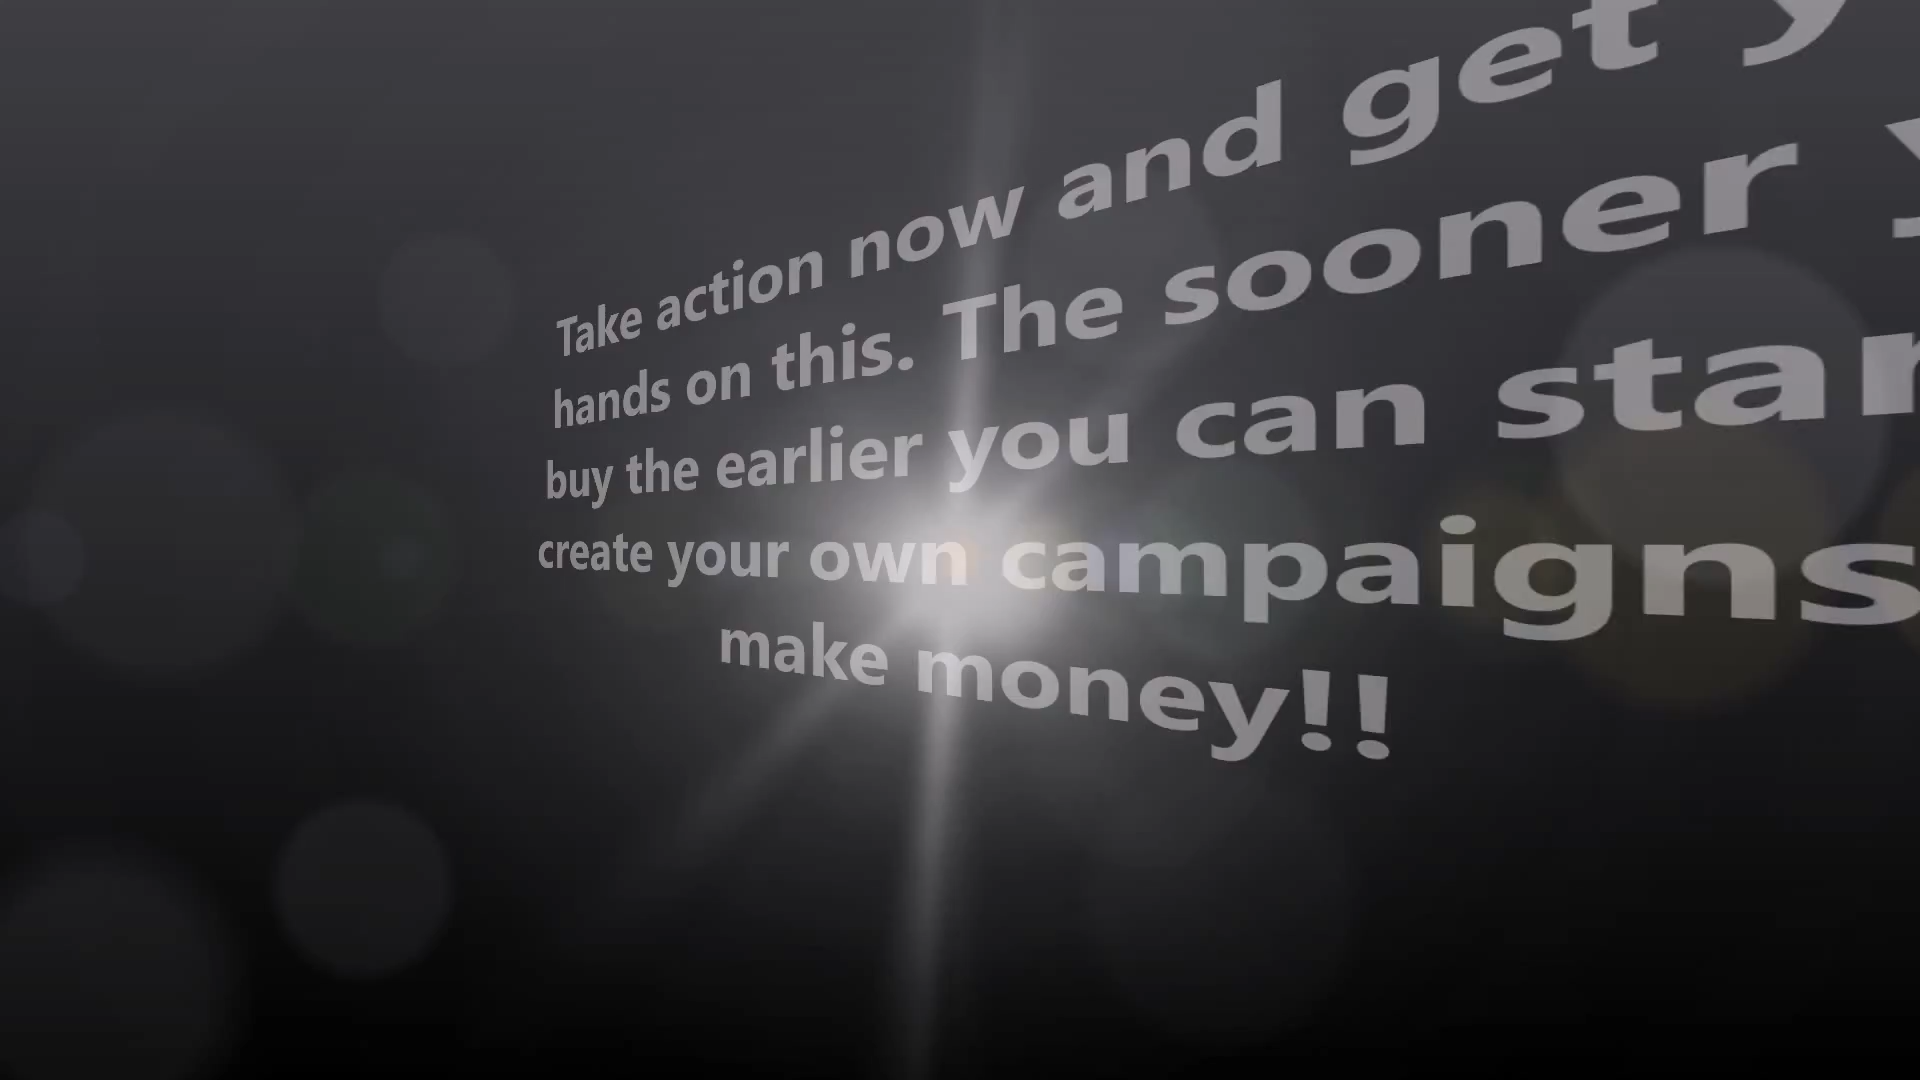 Take action now and get
hands on this. The sooner
buy the earlier you can
create your own campaigns
make money!!